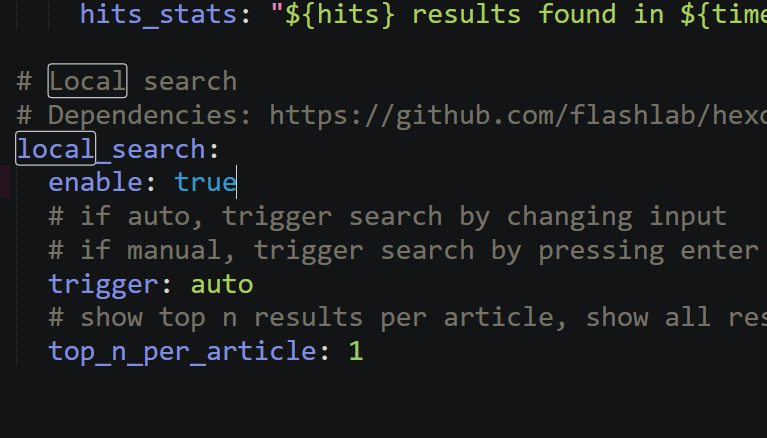 hits_stats: "${hits} results found in ${time
# Local search
# Dependencies: https://github.com/flashlab/hexo
local_search:
enable: true
# if auto, trigger search by changing input
# if manual, trigger search by pressing enter
trigger: auto
# show top n results per article, show all res
top_n_per_article: 1